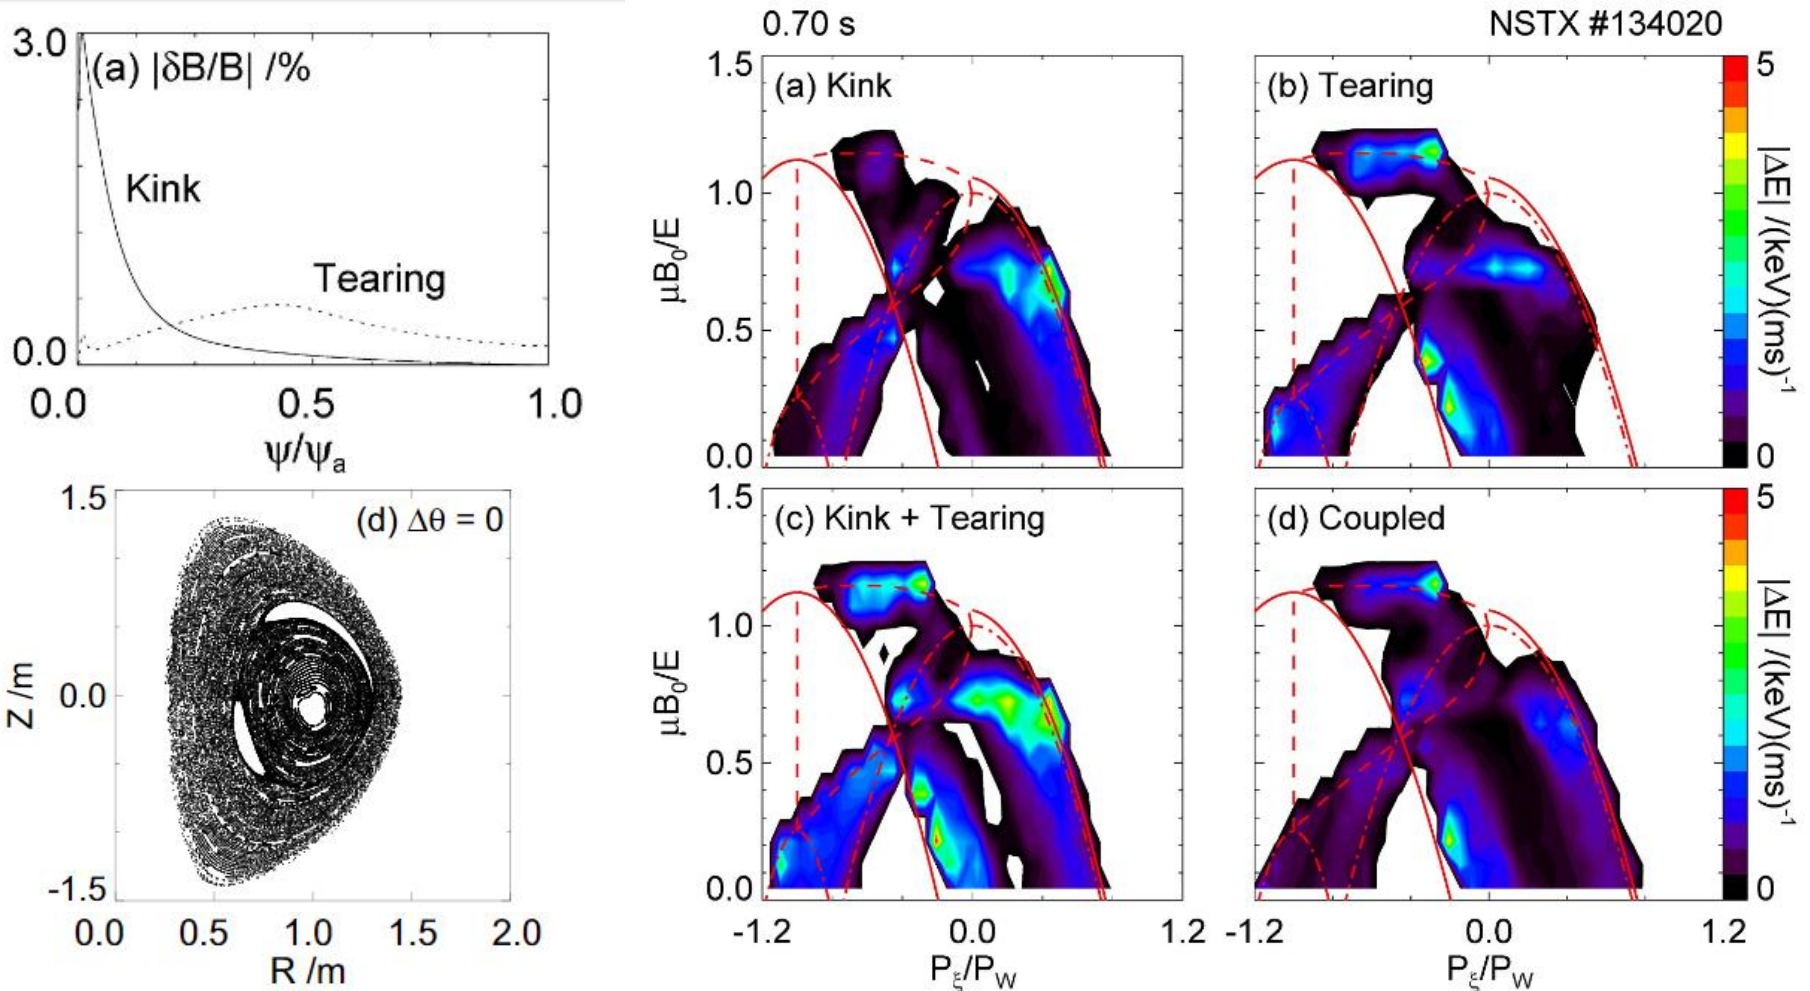 (a) |δB/B| /%
3.0
Kink
Tearing
0.0
0.0 0.5 1.0
ψ/ψa
1.5
(d) Δθ = 0
0.0
Z /m
-1.5
0.0 0.5 1.0 1.5 2.0
R /m
0.70 s NSTX #134020
1.5
(a) Kink
1.0
μB0/E
0.5
0.0
(b) Tearing
5
|ΔE| /(keV)(ms)-1
0
1.5
(c) Kink + Tearing
1.0
μB0/E
0.5
0.0
-1.2 0.0 1.2
Pξ/PW
(d) Coupled
5
|ΔE| /(keV)(ms)-1
0
-1.2 0.0 1.2
Pξ/PW